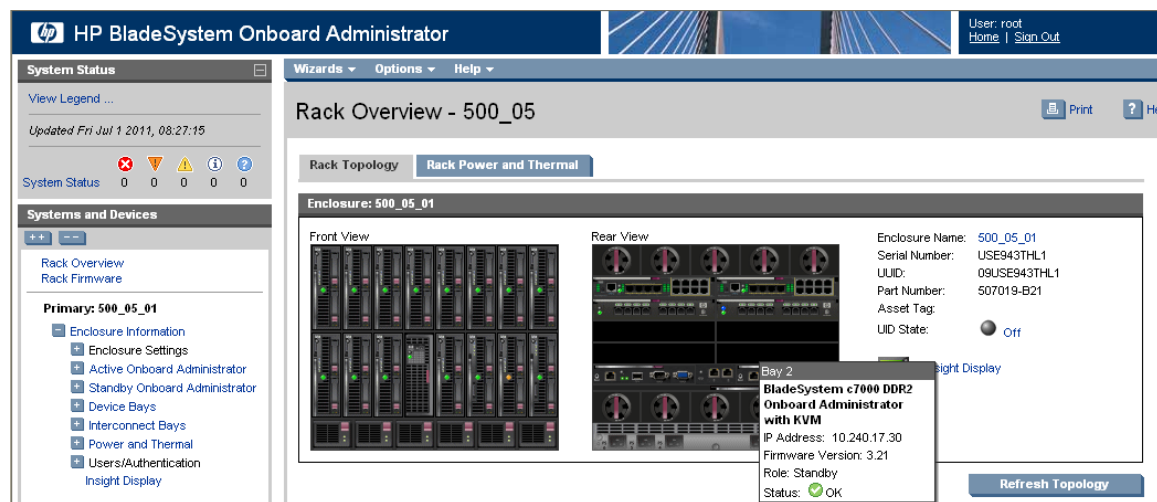 HP BladeSystem Onboard Administrator
User: root
Home | Sign Out
System Status
View Legend ...
Updated Fri Jul 1 2011, 08:27:15
System Status 0 0 0 0 0
Systems and Devices
++ --
Rack Overview
Rack Firmware
Primary: 500_05_01
Enclosure Information
Enclosure Settings
Active Onboard Administrator
Standby Onboard Administrator
Device Bays
Interconnect Bays
Power and Thermal
Users/Authentication
Insight Display
Wizards Options Help
Rack Overview - 500_05
Print ? He
Rack Topology Rack Power and Thermal
Enclosure: 500_05_01
Front View
Rear View
Enclosure Name: 500_05_01
Serial Number: USE943THL1
UUID: 09USE943THL1
Part Number: 507019-B21
Asset Tag:
UID State: Off
sight Display
Bay 2
BladeSystem c7000 DDR2
Onboard Administrator
with KVM
IP Address: 10.240.17.30
Firmware Version: 3.21
Role: Standby
Status: OK
Refresh Topology